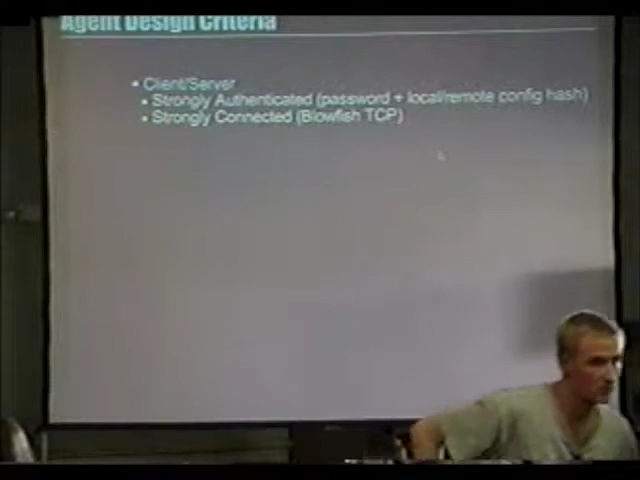 Agent Design Criteria
• Client/Server
• Strongly Authenticated (password + local/remote config hash)
• Strongly Connected (Blowfish TCP)